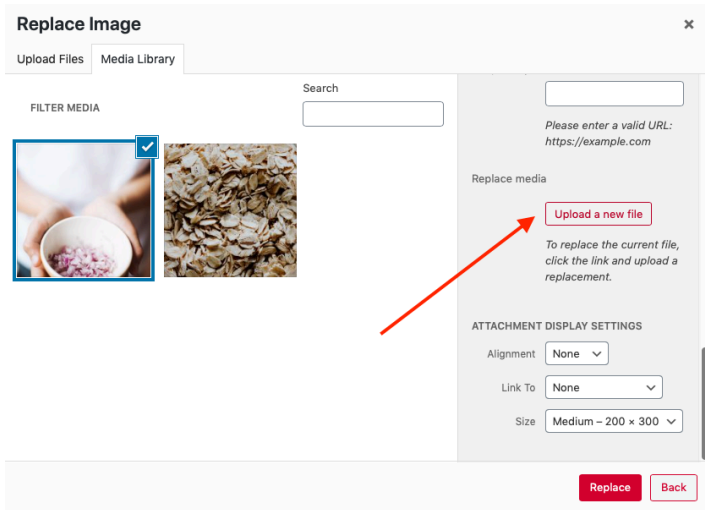 Replace Image
Upload Files
Media Library
FILTER MEDIA
Search
Please enter a valid URL:
https://example.com
Replace media
Upload a new file
To replace the current file,
click the link and upload a
replacement.
ATTACHMENT DISPLAY SETTINGS
Alignment
None
Link To
None
Size
Medium – 200 × 300
Replace
Back